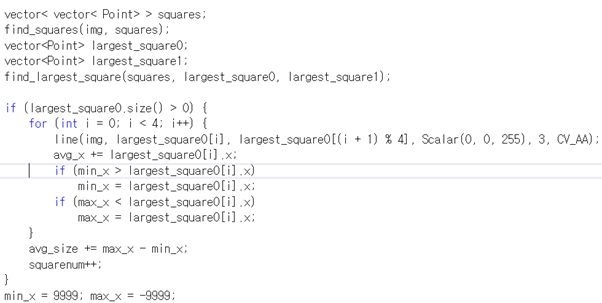 vector< vector< Point> > squares;
find_squares(img, squares);
vector<Point> largest_square0;
vector<Point> largest_square1;
find_largest_square(squares, largest_square0, largest_square1);
if (largest_square0.size() > 0) {
for (int i = 0; i < 4; i++) {
line(img, largest_square0[i], largest_square0[(i + 1) % 4], Scalar(0, 0, 255), 3, CV_AA);
avg_x += largest_square0[i].x;
if (min_x > largest_square0[i].x)
min_x = largest_square0[i].x;
if (max_x < largest_square0[i].x)
max_x = largest_square0[i].x;
}
avg_size += max_x - min_x;
squarenum++;
}
min_x = 9999; max_x = -9999;